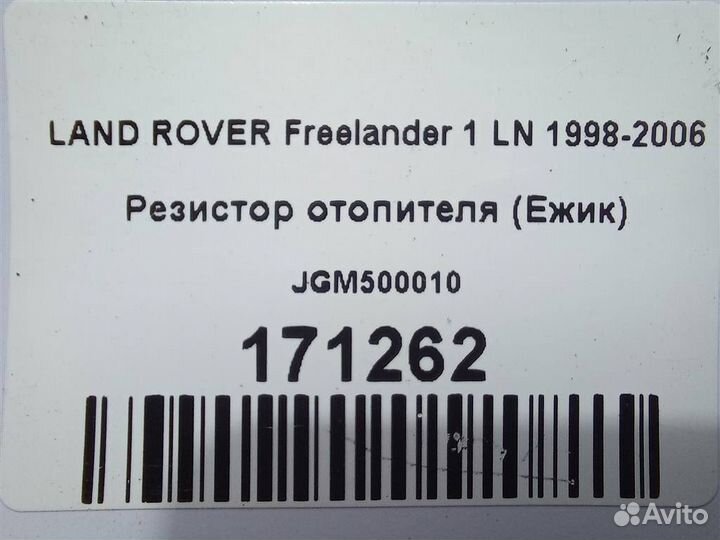 LAND ROVER Freelander 1 LN 1998-2006
Резистор отопителя (Ежик)
JGM500010
171262
Avito